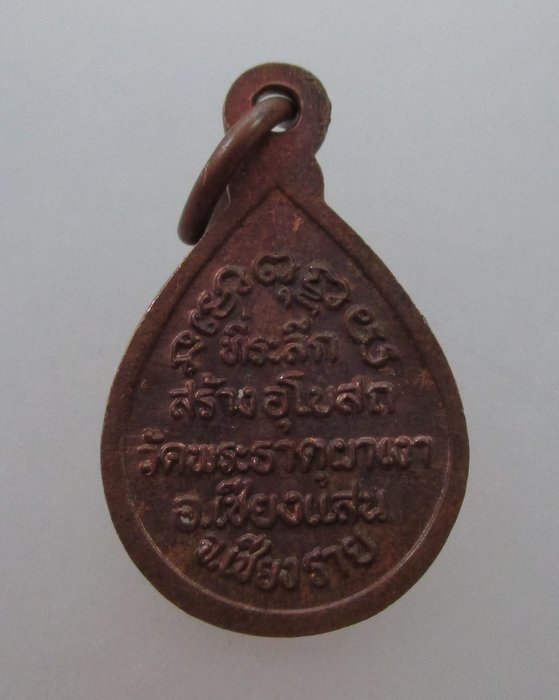 ที่ระลึก
สร้างอุโบสถ
วัดพระธาตุผาเงา
อ.เชียงแสน
จ.เชียงราย